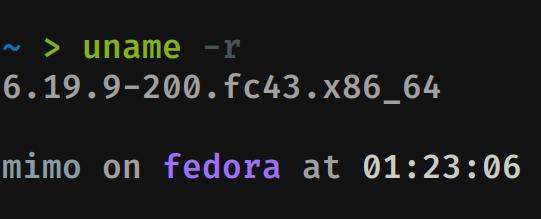 ~ > uname -r
6.19.9-200.fc43.x86_64
mimo on fedora at 01:23:06